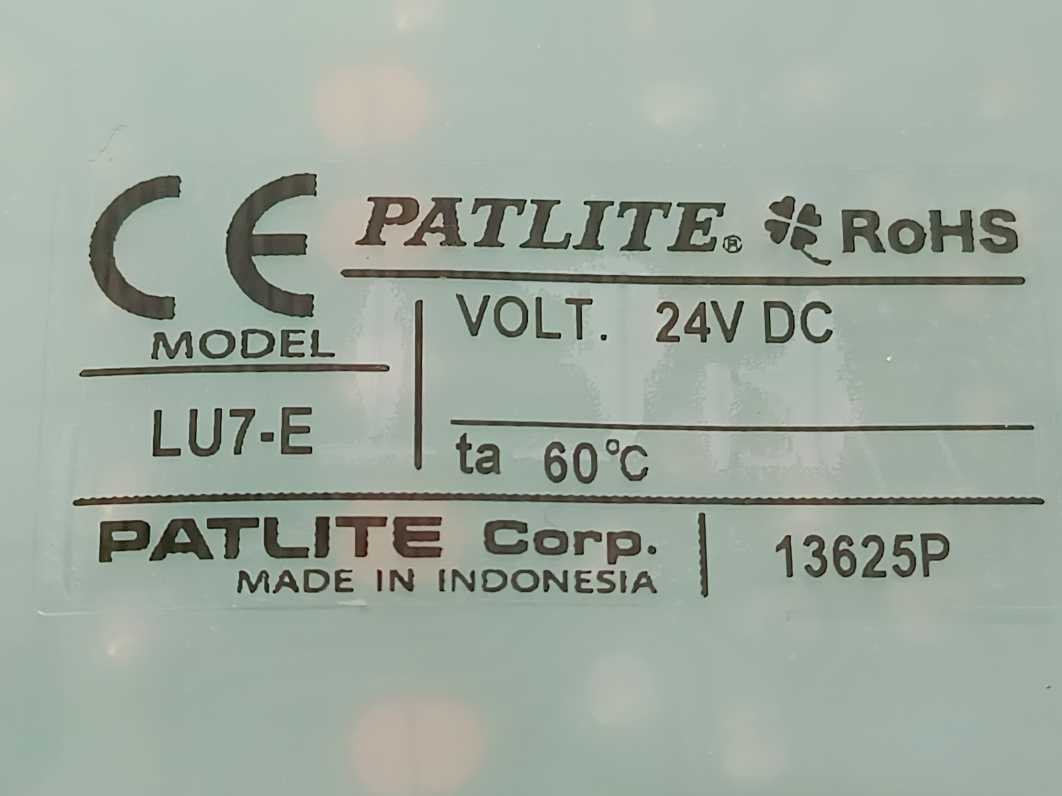 CE PATLITE® RoHS
MODEL
LU7-E
VOLT. 24V DC
ta 60°C
PATLITE Corp.
MADE IN INDONESIA
13625P